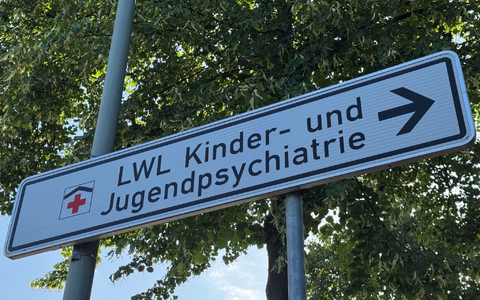 LWL Kinder- und
Jugendpsychiatrie